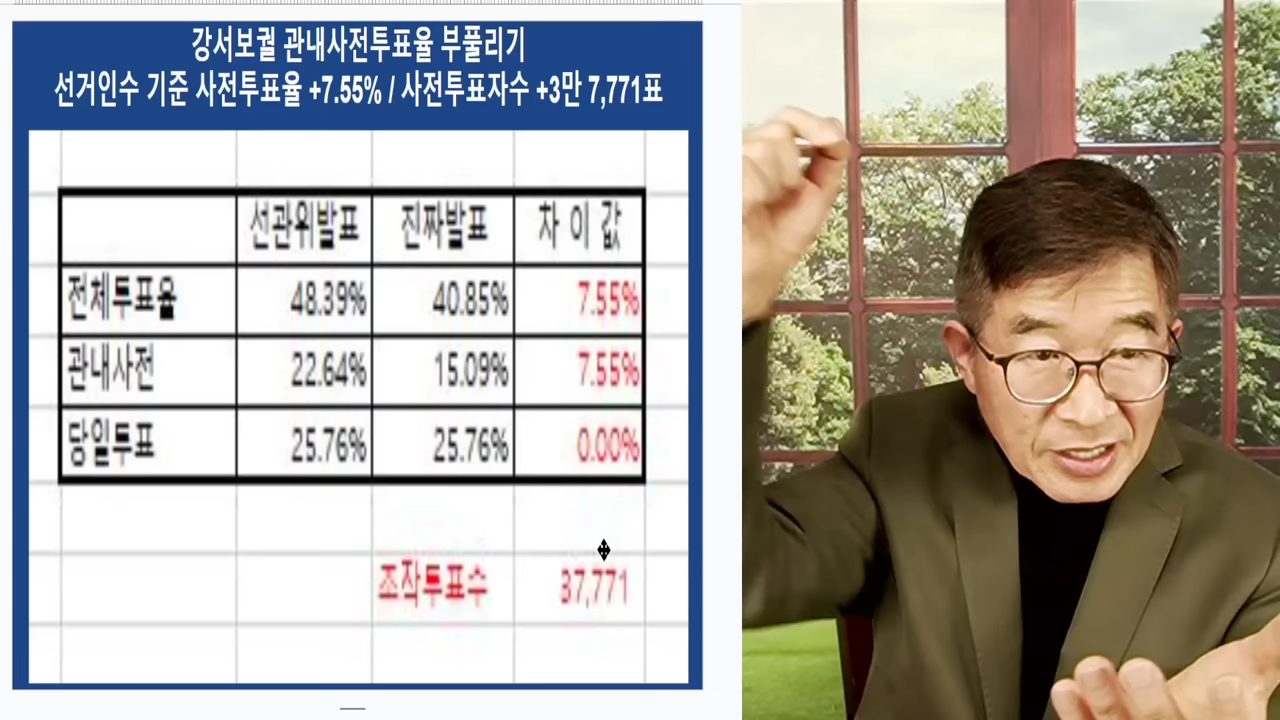 강서보궐 관내사전투표율 부풀리기
선거인수 기준 사전투표율 +7.55% / 사전투표자수 +3만 7,771표
선관위발표 진짜발표 차 이 값
전체투표율 48.39% 40.85% 7.55%
관내사전 22.64% 15.09% 7.55%
당일투표 25.76% 25.76% 0.00%
조작투표수 37,771